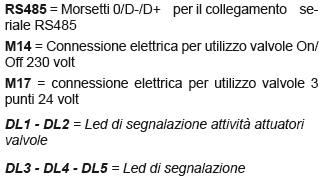 RS485 = Morsetti 0/D-/D+ per il collegamento se-
riale RS485
M14 = Connessione elettrica per utilizzo valvole On/
Off 230 volt
M17 = connessione elettrica per utilizzo valvole 3
punti 24 volt
DL1 - DL2 = Led di segnalazione attività attuatori
valvole
DL3 - DL4 - DL5 = Led di segnalazione